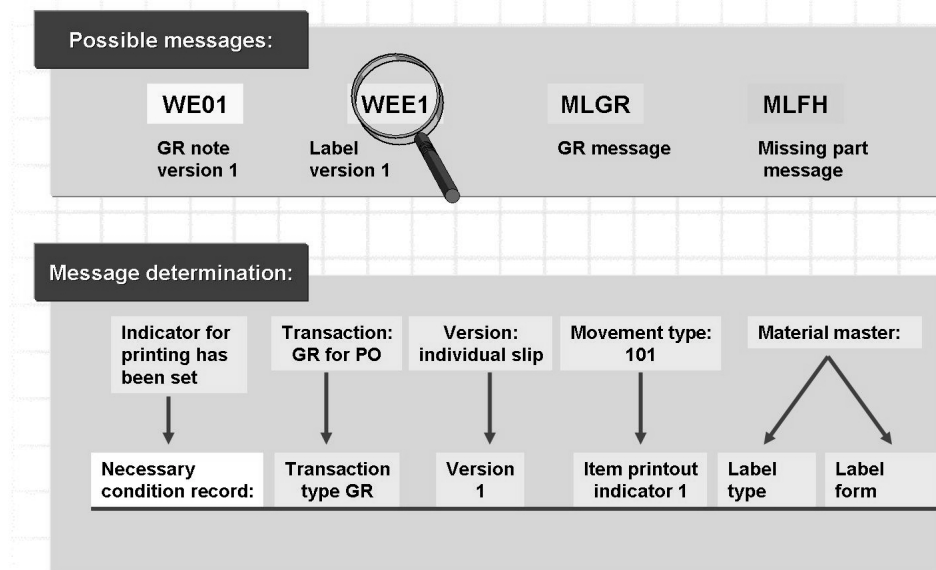 Possible messages:
WE01
WEE1
MLGR
MLFH
GR note
version 1
Label
version 1
GR message
Missing part
message
Message determination:
Indicator for
printing has
been set
Transaction:
GR for PO
Version:
individual slip
Movement type:
101
Material master:
Necessary
condition record:
Transaction
type GR
Version
1
Item printout
indicator 1
Label
type
Label
form